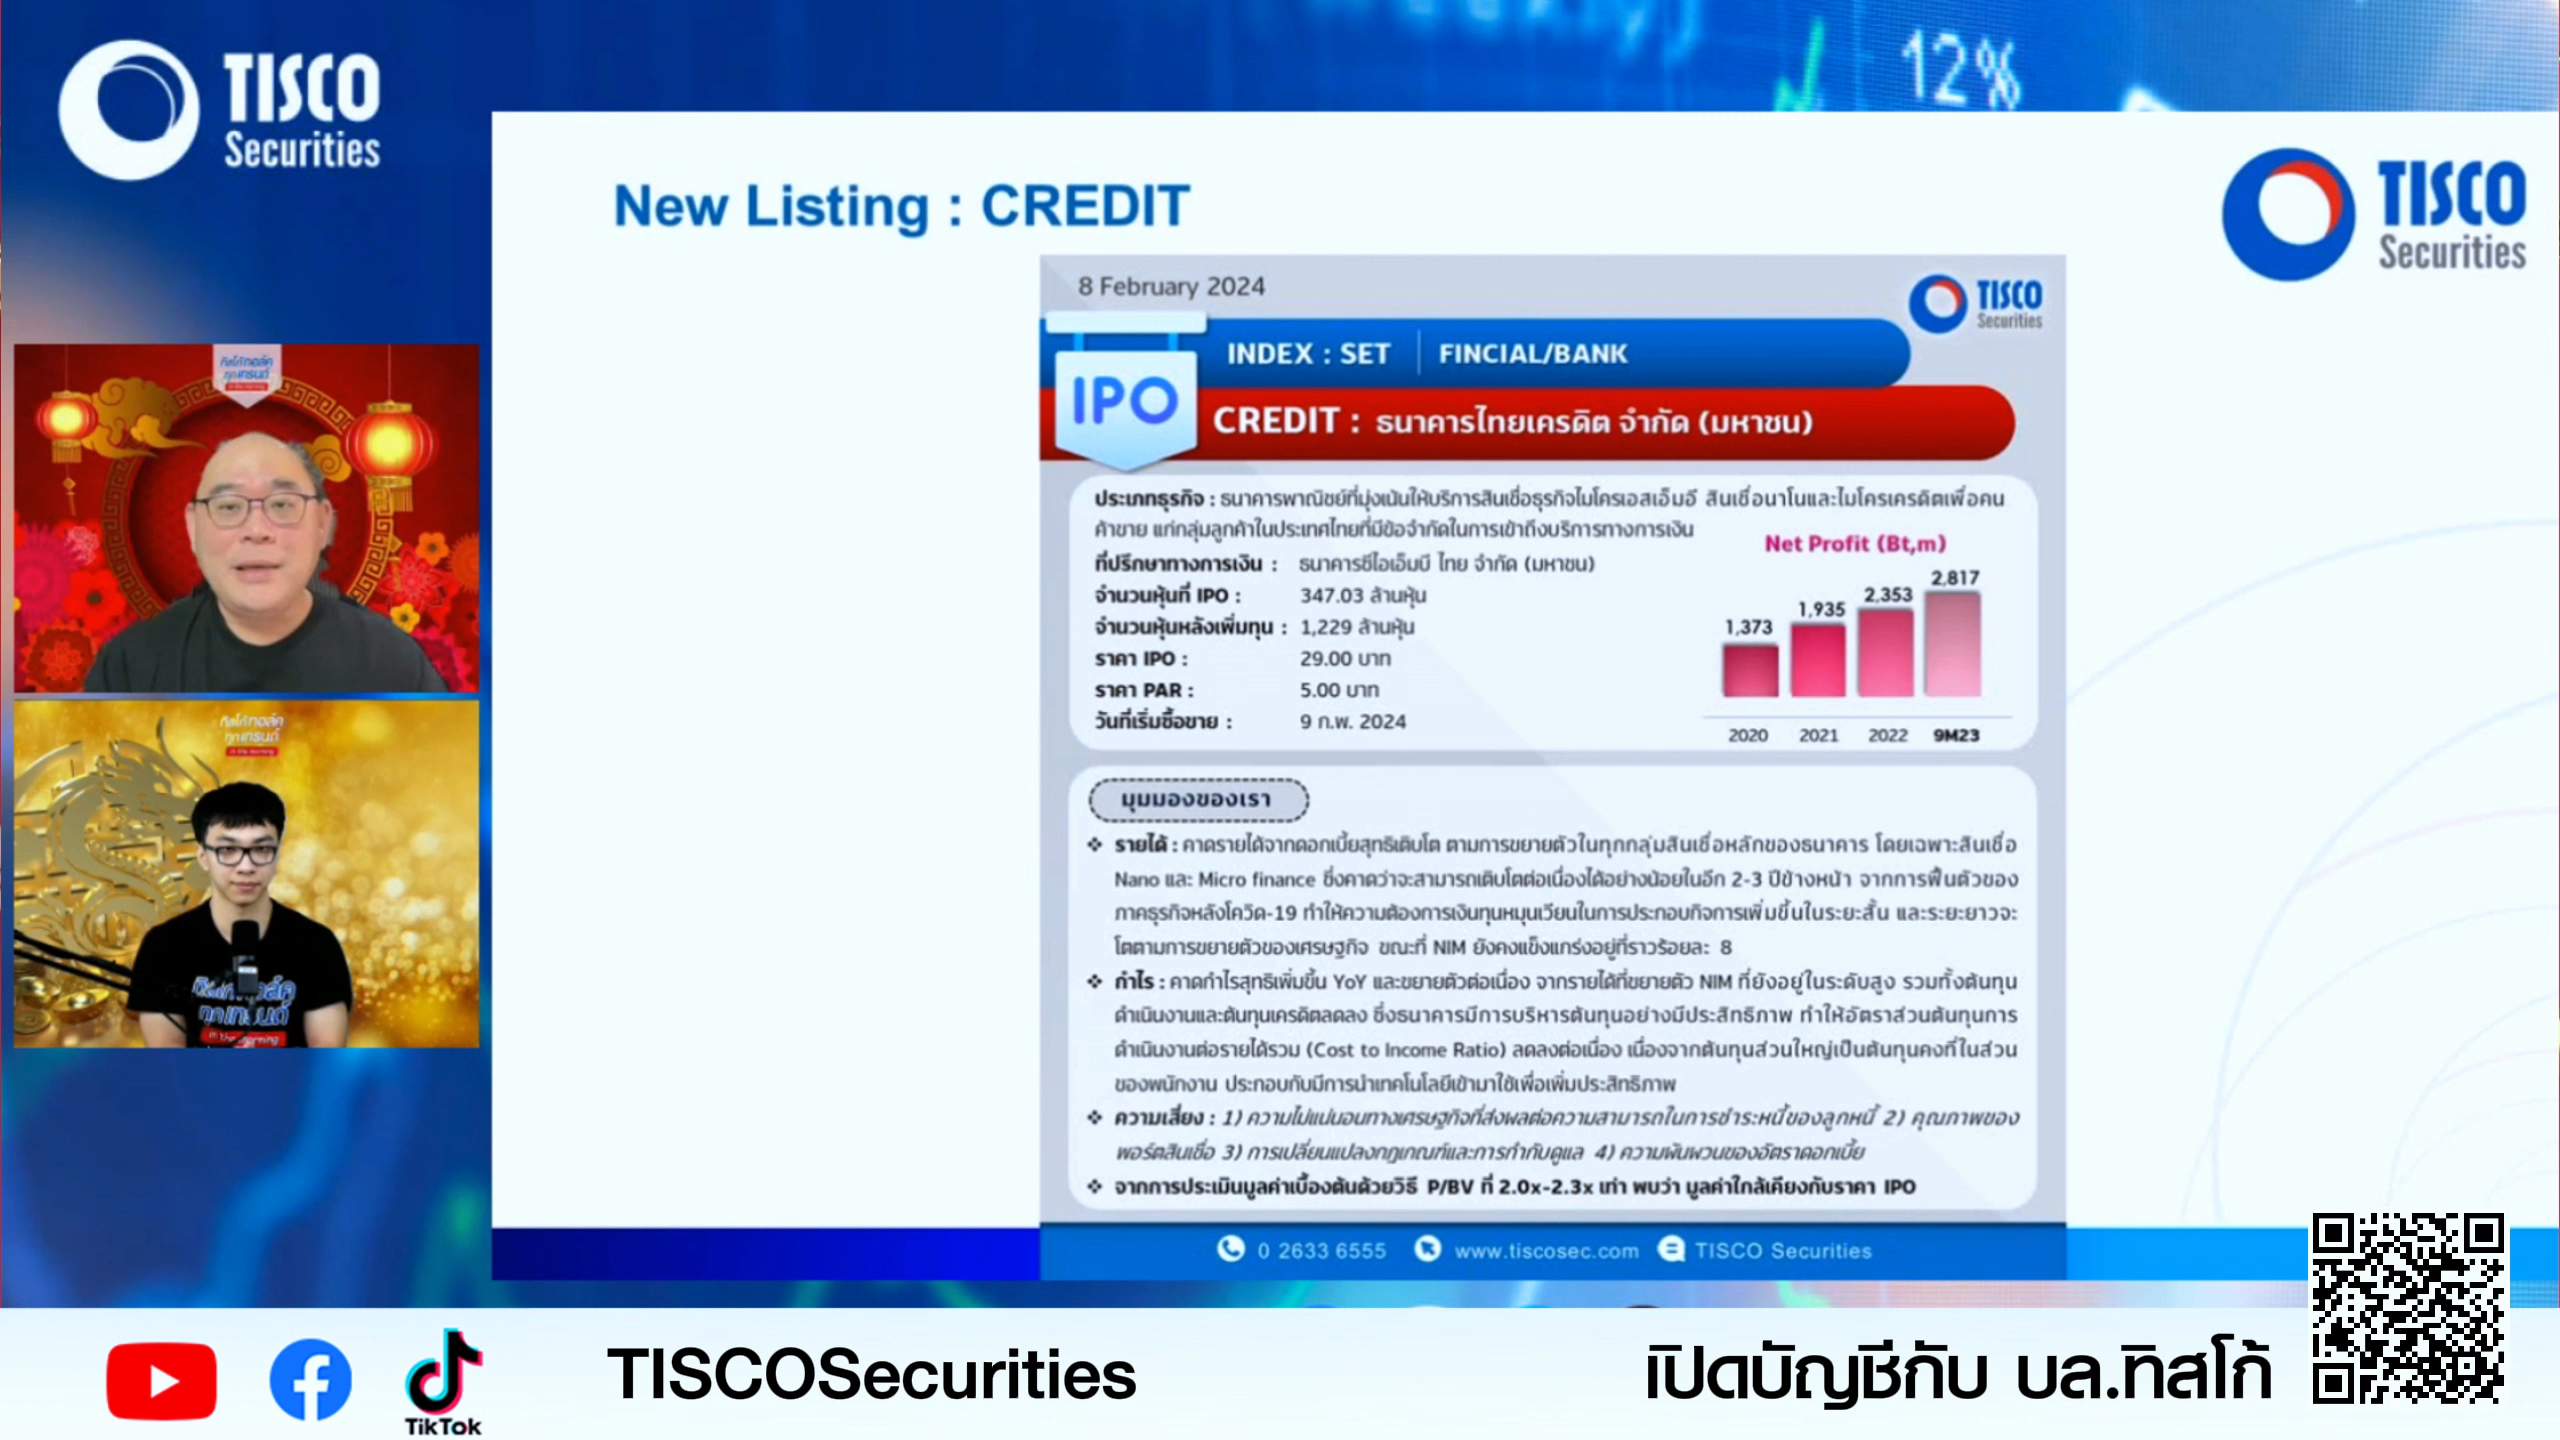 TISCO
Securities
12%
New Listing : CREDIT
TISCO
Securities
8 February 2024
TISCO
Securities
INDEX : SET
FINCIAL/BANK
IPO
CREDIT : ธนาคารไทยเครดิต จำกัด (มหาชน)
ประเภทธุรกิจ : ธนาคารพาณิชย์ที่มุ่งเน้นให้บริการสินเชื่อธุรกิจไมโครเอสเอ็มอี สินเชื่อนาโนและไมโครเครดิตเพื่อคน
ค้าขาย แก่กลุ่มลูกค้าในประเทศไทยที่มีข้อจำกัดในการเข้าถึงบริการทางการเงิน
ที่ปรึกษาทางการเงิน : ธนาคารซีไอเอ็มบี ไทย จำกัด (มหาชน)
จำนวนหุ้นที่ IPO : 347.03 ล้านหุ้น
จำนวนหุ้นหลังเพิ่มทุน : 1,229 ล้านหุ้น
ราคา IPO : 29.00 บาท
ราคา PAR : 5.00 บาท
วันที่เริ่มซื้อขาย : 9 ก.พ. 2024
Net Profit (Bt,m)
1,373 1,935 2,353 2,817
2020 2021 2022 9M23
มุมมองของเรา
❖ รายได้ : คาดรายได้จากดอกเบี้ยสุทธิเติบโต ตามการขยายตัวในทุกกลุ่มสินเชื่อหลักของธนาคาร โดยเฉพาะสินเชื่อ
Nano และ Micro finance ซึ่งคาดว่าจะสามารถเติบโตต่อเนื่องได้อย่างน้อยในอีก 2-3 ปีข้างหน้า จากการฟื้นตัวของ
ภาคธุรกิจหลังโควิด-19 ทำให้ความต้องการเงินทุนหมุนเวียนในการประกอบกิจการเพิ่มขึ้นในระยะสั้น และระยะยาวจะ
โตตามการขยายตัวของเศรษฐกิจ ขณะที่ NIM ยังคงแข็งแกร่งอยู่ที่ราวร้อยละ 8
❖ กำไร : คาดกำไรสุทธิเพิ่มขึ้น YoY และขยายตัวต่อเนื่อง จากรายได้ที่ขยายตัว NIM ที่ยังอยู่ในระดับสูง รวมทั้งต้นทุน
ดำเนินงานและต้นทุนเครดิตลดลง ซึ่งธนาคารมีการบริหารต้นทุนอย่างมีประสิทธิภาพ ทำให้อัตราส่วนต้นทุนการ
ดำเนินงานต่อรายได้รวม (Cost to Income Ratio) ลดลงต่อเนื่อง เนื่องจากต้นทุนส่วนใหญ่เป็นต้นทุนคงที่ในส่วน
ของพนักงาน ประกอบกับมีการนำเทคโนโลยีเข้ามาใช้เพื่อเพิ่มประสิทธิภาพ
❖ ความเสี่ยง : 1) ความไม่แน่นอนทางเศรษฐกิจที่ส่งผลต่อความสามารถในการชำระหนี้ของลูกหนี้ 2) คุณภาพของ
พอร์ตสินเชื่อ 3) การเปลี่ยนแปลงกฎเกณฑ์และการกำกับดูแล 4) ความผันผวนของอัตราดอกเบี้ย
❖ จากการประเมินมูลค่าเบื้องต้นด้วยวิธี P/BV ที่ 2.0x-2.3x เท่า พบว่า มูลค่าใกล้เคียงกับราคา IPO
0 2633 6555 www.tiscosec.com TISCO Securities
ทิสโก้ทอล์ค
ทุกเทรนด์
ทิสโก้ทอล์ค
ทุกเทรนด์
in the morning
ทุกเทรนด์
in the morning
TikTok
TISCOSecurities
เปิดบัญชีกับ บล.ทิสโก้